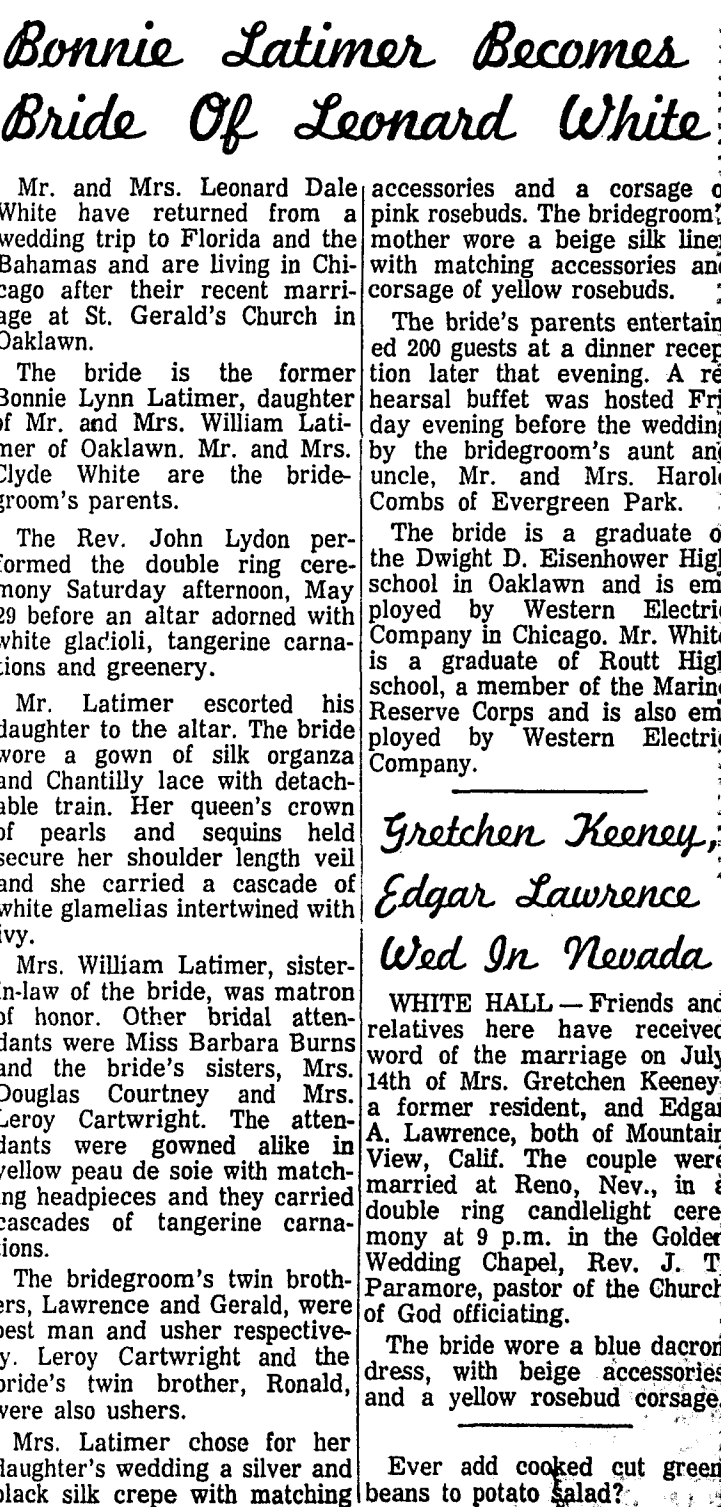 Bonnie Latimer Becomes
Bride Of Leonard White
Mr. and Mrs. Leonard Dale
White have returned from a
wedding trip to Florida and the
Bahamas and are living in Chi-
cago after their recent marri-
age at St. Gerald's Church in
Oaklawn.
The bride is the former
Bonnie Lynn Latimer, daughter
of Mr. and Mrs. William Lati-
mer of Oaklawn. Mr. and Mrs.
Clyde White are the bride-
groom's parents.
The Rev. John Lydon per-
formed the double ring cere-
mony Saturday afternoon, May
29 before an altar adorned with
white gladioli, tangerine carna-
tions and greenery.
Mr. Latimer escorted his
daughter to the altar. The bride
wore a gown of silk organza
and Chantilly lace with detach-
able train. Her queen's crown
of pearls and sequins held
secure her shoulder length veil
and she carried a cascade of
white glamelias intertwined with
ivy.
Mrs. William Latimer, sister-
in-law of the bride, was matron
of honor. Other bridal atten-
dants were Miss Barbara Burns
and the bride's sisters, Mrs.
Douglas Courtney and Mrs.
Leroy Cartwright. The atten-
dants were gowned alike in
yellow peau de soie with match-
ing headpieces and they carried
cascades of tangerine carna-
tions.
The bridegroom's twin broth-
ers, Lawrence and Gerald, were
best man and usher respective-
ly. Leroy Cartwright and the
bride's twin brother, Ronald,
were also ushers.
Mrs. Latimer chose for her
daughter's wedding a silver and
black silk crepe with matching
accessories and a corsage o
pink rosebuds. The bridegroom'
mother wore a beige silk linen
with matching accessories and
corsage of yellow rosebuds.
The bride's parents entertain
ed 200 guests at a dinner recep
tion later that evening. A re
hearsal buffet was hosted Fri
day evening before the wedding
by the bridegroom's aunt and
uncle, Mr. and Mrs. Harold
Combs of Evergreen Park.
The bride is a graduate o
the Dwight D. Eisenhower High
school in Oaklawn and is em
ployed by Western Electric
Company in Chicago. Mr. White
is a graduate of Routt High
school, a member of the Marine
Reserve Corps and is also em
ployed by Western Electric
Company.
Gretchen Keeney,
Edgar Lawrence
Wed In Nevada
WHITE HALL — Friends and
relatives here have received
word of the marriage on July
14th of Mrs. Gretchen Keeney
a former resident, and Edgar
A. Lawrence, both of Mountain
View, Calif. The couple were
married at Reno, Nev., in a
double ring candlelight cere
mony at 9 p.m. in the Golden
Wedding Chapel, Rev. J. T
Paramore, pastor of the Church
of God officiating.
The bride wore a blue dacron
dress, with beige accessories
and a yellow rosebud corsage.
Ever add cooked cut green
beans to potato salad?